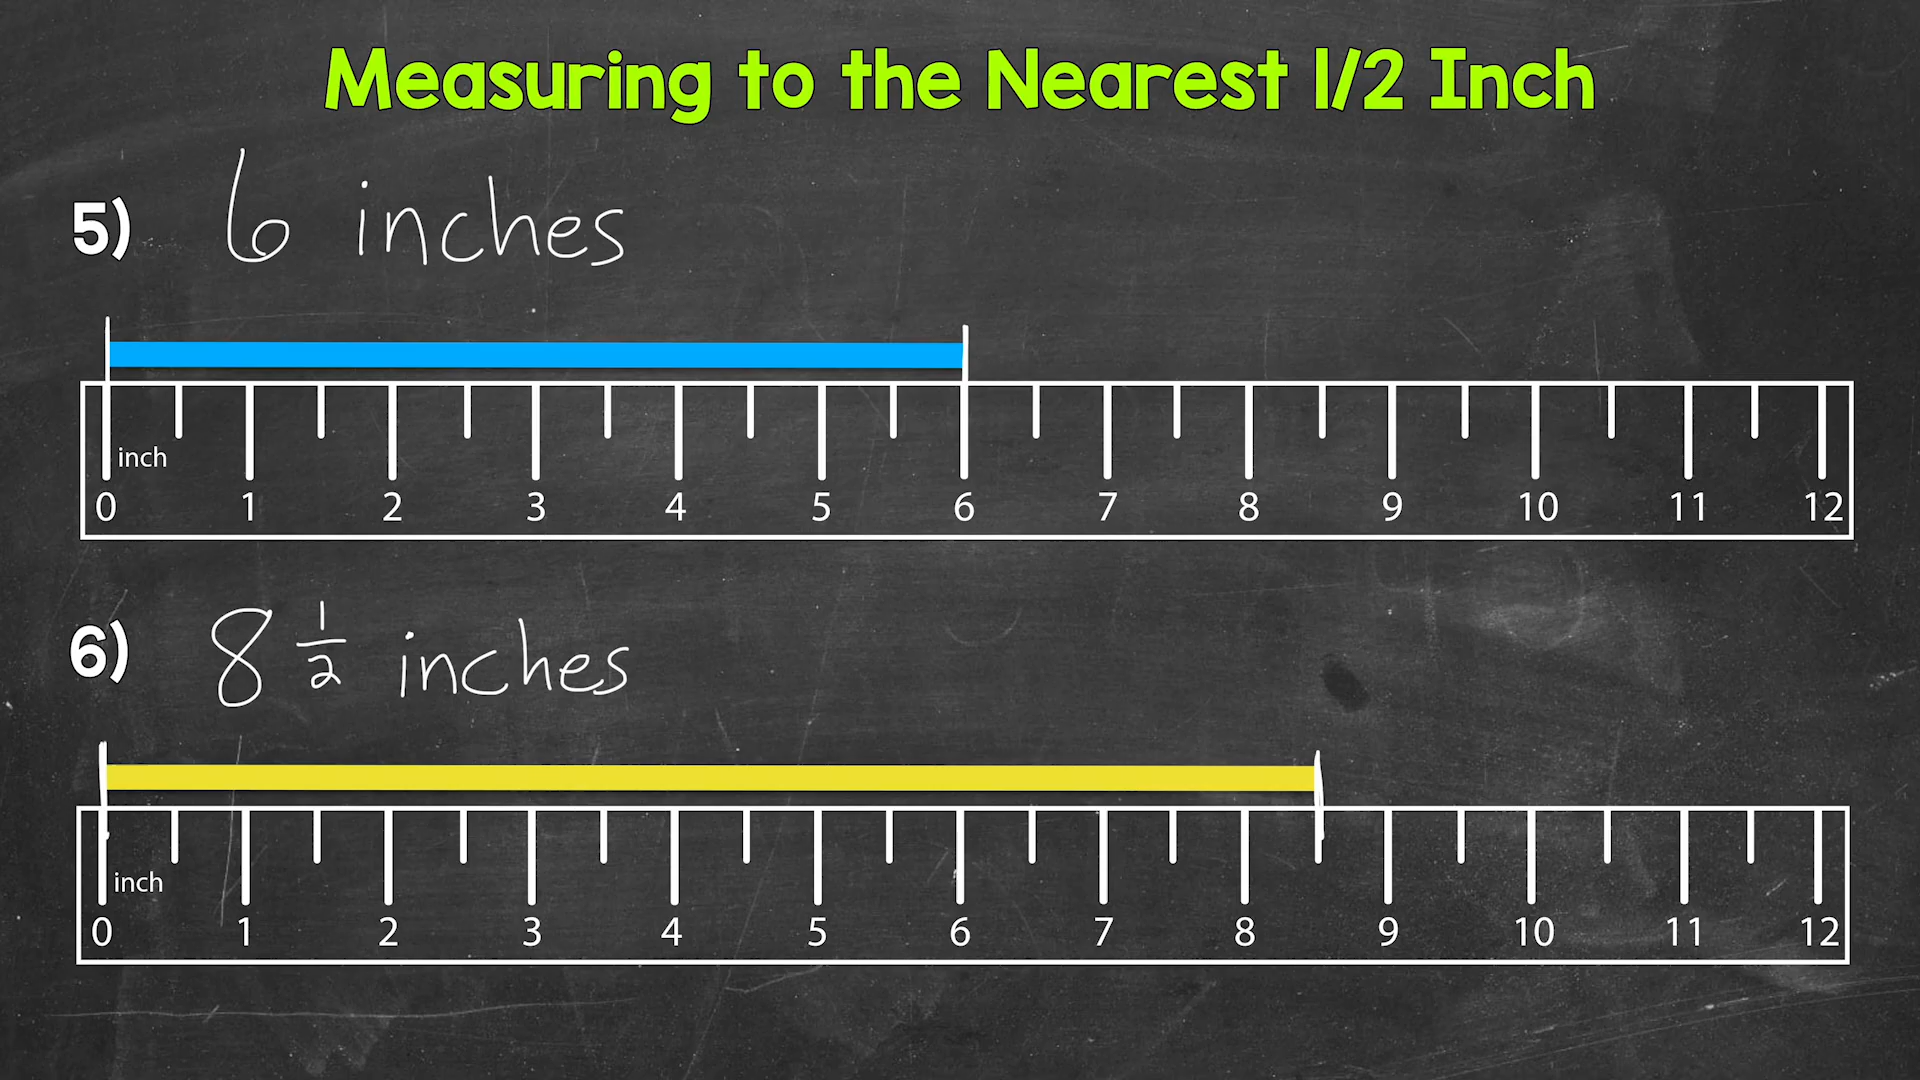 Measuring to the Nearest 1/2 Inch
5) 6 inches
inch
0 1 2 3 4 5 6 7 8 9 10 11 12
6) 8 1/2 inches
inch
0 1 2 3 4 5 6 7 8 9 10 11 12